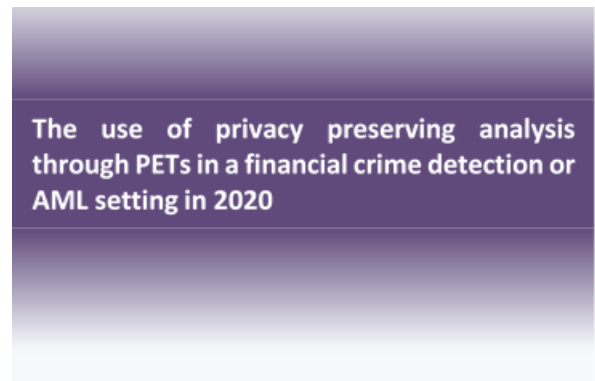 The use of privacy preserving analysis
through PETs in a financial crime detection or
AML setting in 2020